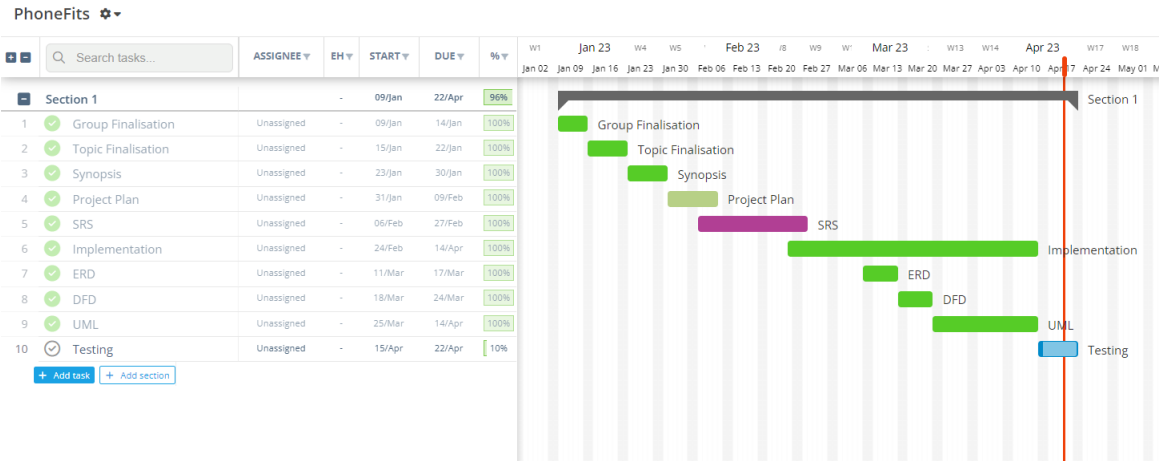 PhoneFits
Search tasks... ASSIGNEE EH START DUE % W1 Jan 23 W4 W5 Feb 23 W9 Mar 23 W13 W14 Apr 23 W17 W18
Jan 02 Jan 09 Jan 16 Jan 23 Jan 30 Feb 06 Feb 13 Feb 20 Feb 27 Mar 06 Mar 13 Mar 20 Mar 27 Apr 03 Apr 10 Apr 17 Apr 24 May 01
Section 1 - 09/Jan 22/Apr 96% Section 1
1 Group Finalisation Unassigned - 09/Jan 14/Jan 100% Group Finalisation
2 Topic Finalisation Unassigned - 15/Jan 22/Jan 100% Topic Finalisation
3 Synopsis Unassigned - 23/Jan 30/Jan 100% Synopsis
4 Project Plan Unassigned - 31/Jan 09/Feb 100% Project Plan
5 SRS Unassigned - 06/Feb 27/Feb 100% SRS
6 Implementation Unassigned - 24/Feb 14/Apr 100% Implementation
7 ERD Unassigned - 11/Mar 17/Mar 100% ERD
8 DFD Unassigned - 18/Mar 24/Mar 100% DFD
9 UML Unassigned - 25/Mar 14/Apr 100% UML
10 Testing Unassigned - 15/Apr 22/Apr 10% Testing
+ Add task + Add section